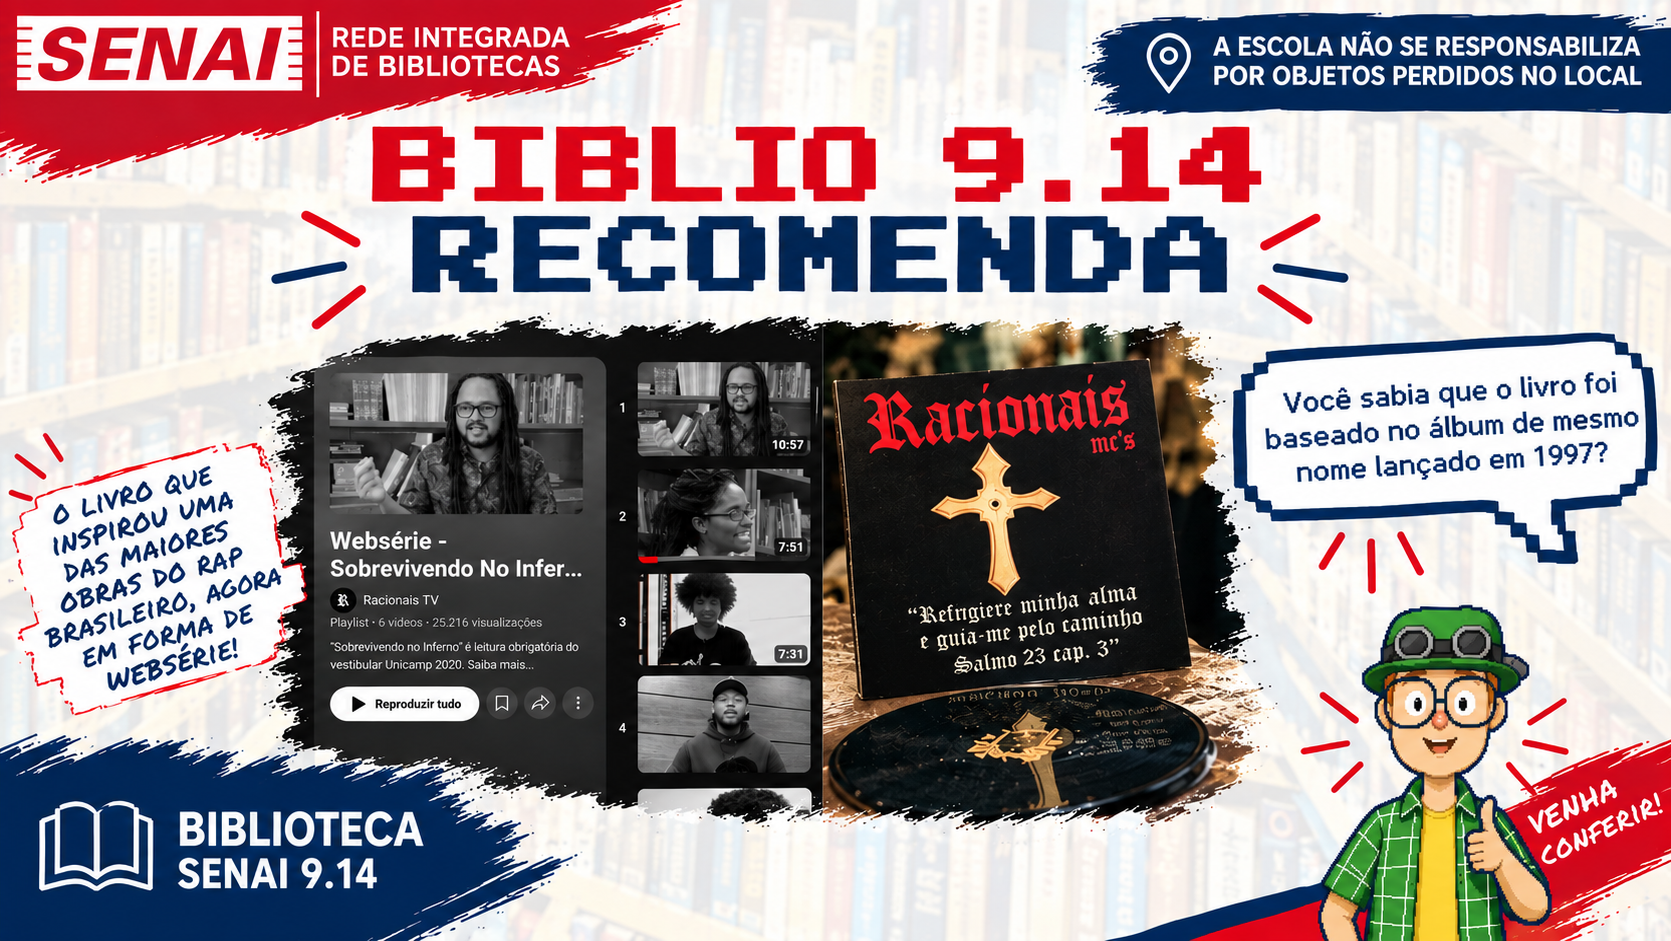 SENAI
REDE INTEGRADA
DE BIBLIOTECAS
A ESCOLA NÃO SE RESPONSABILIZA
POR OBJETOS PERDIDOS NO LOCAL
BIBLIO 9.14
RECOMENDA
O LIVRO QUE
INSPIROU UMA
DAS MAIORES
OBRAS DO RAP
BRASILEIRO, AGORA
EM FORMA DE
WEBSÉRIE!
Websérie -
Sobrevivendo No Infer...
R Racionais TV
Playlist • 6 videos • 25.216 visualizações
"Sobrevivendo no Inferno" é leitura obrigatória do
vestibular Unicamp 2020. Saiba mais...
Reproduzir tudo
1
10:57
2
7:51
3
7:31
4
Racionais
mc's
"Refrigiere minha alma
e guia-me pelo caminho
Salmo 23 cap. 3"
Você sabia que o livro foi
baseado no álbum de mesmo
nome lançado em 1997?
BIBLIOTECA
SENAI 9.14
VENHA
CONFERIR!